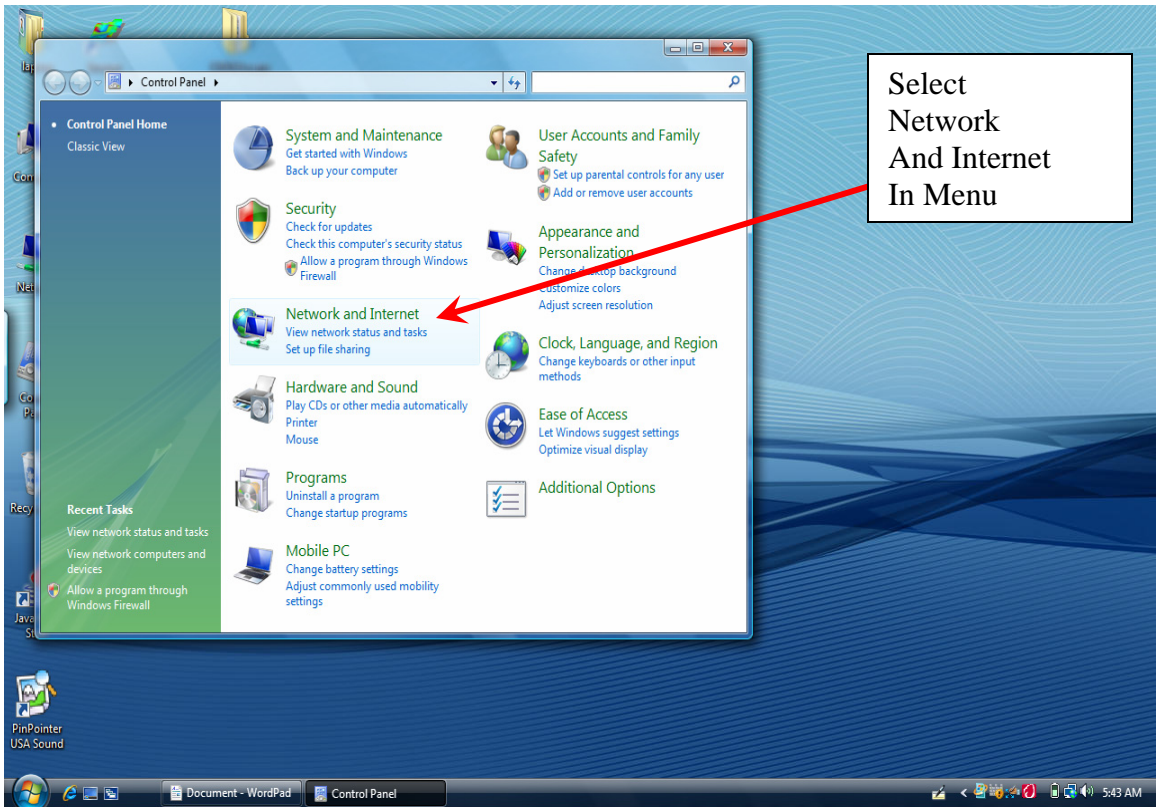 Control Panel
Select
Network
And Internet
In Menu
Control Panel Home
Classic View
System and Maintenance
Get started with Windows
Back up your computer
Security
Check for updates
Check this computer's security status
Allow a program through Windows
Firewall
Network and Internet
View network status and tasks
Set up file sharing
Hardware and Sound
Play CDs or other media automatically
Printer
Mouse
Programs
Uninstall a program
Change startup programs
Mobile PC
Change battery settings
Adjust commonly used mobility
settings
User Accounts and Family
Safety
Set up parental controls for any user
Add or remove user accounts
Appearance and
Personalization
Change desktop background
Customize colors
Adjust screen resolution
Clock, Language, and Region
Change keyboards or other input
methods
Ease of Access
Let Windows suggest settings
Optimize visual display
Additional Options
Recent Tasks
View network status and tasks
View network computers and
devices
Allow a program through
Windows Firewall
lap
Com
Net
Co
Pa
Recy
Java
St
PinPointer
USA Sound
Document - WordPad
Control Panel
5:43 AM